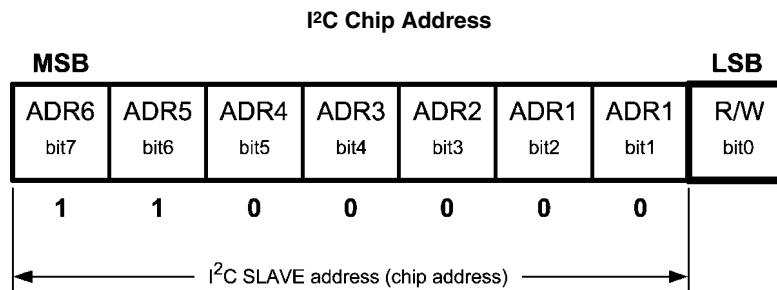 I²C Chip Address
MSB LSB
ADR6 ADR5 ADR4 ADR3 ADR2 ADR1 ADR1 R/W
bit7 bit6 bit5 bit4 bit3 bit2 bit1 bit0
1 1 0 0 0 0 0
I²C SLAVE address (chip address)